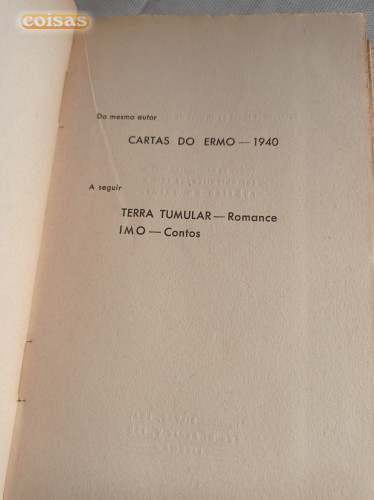 coisas
Do mesmo autor
CARTAS DO ERMO — 1940
A seguir
TERRA TUMULAR — Romance
IMO — Contos